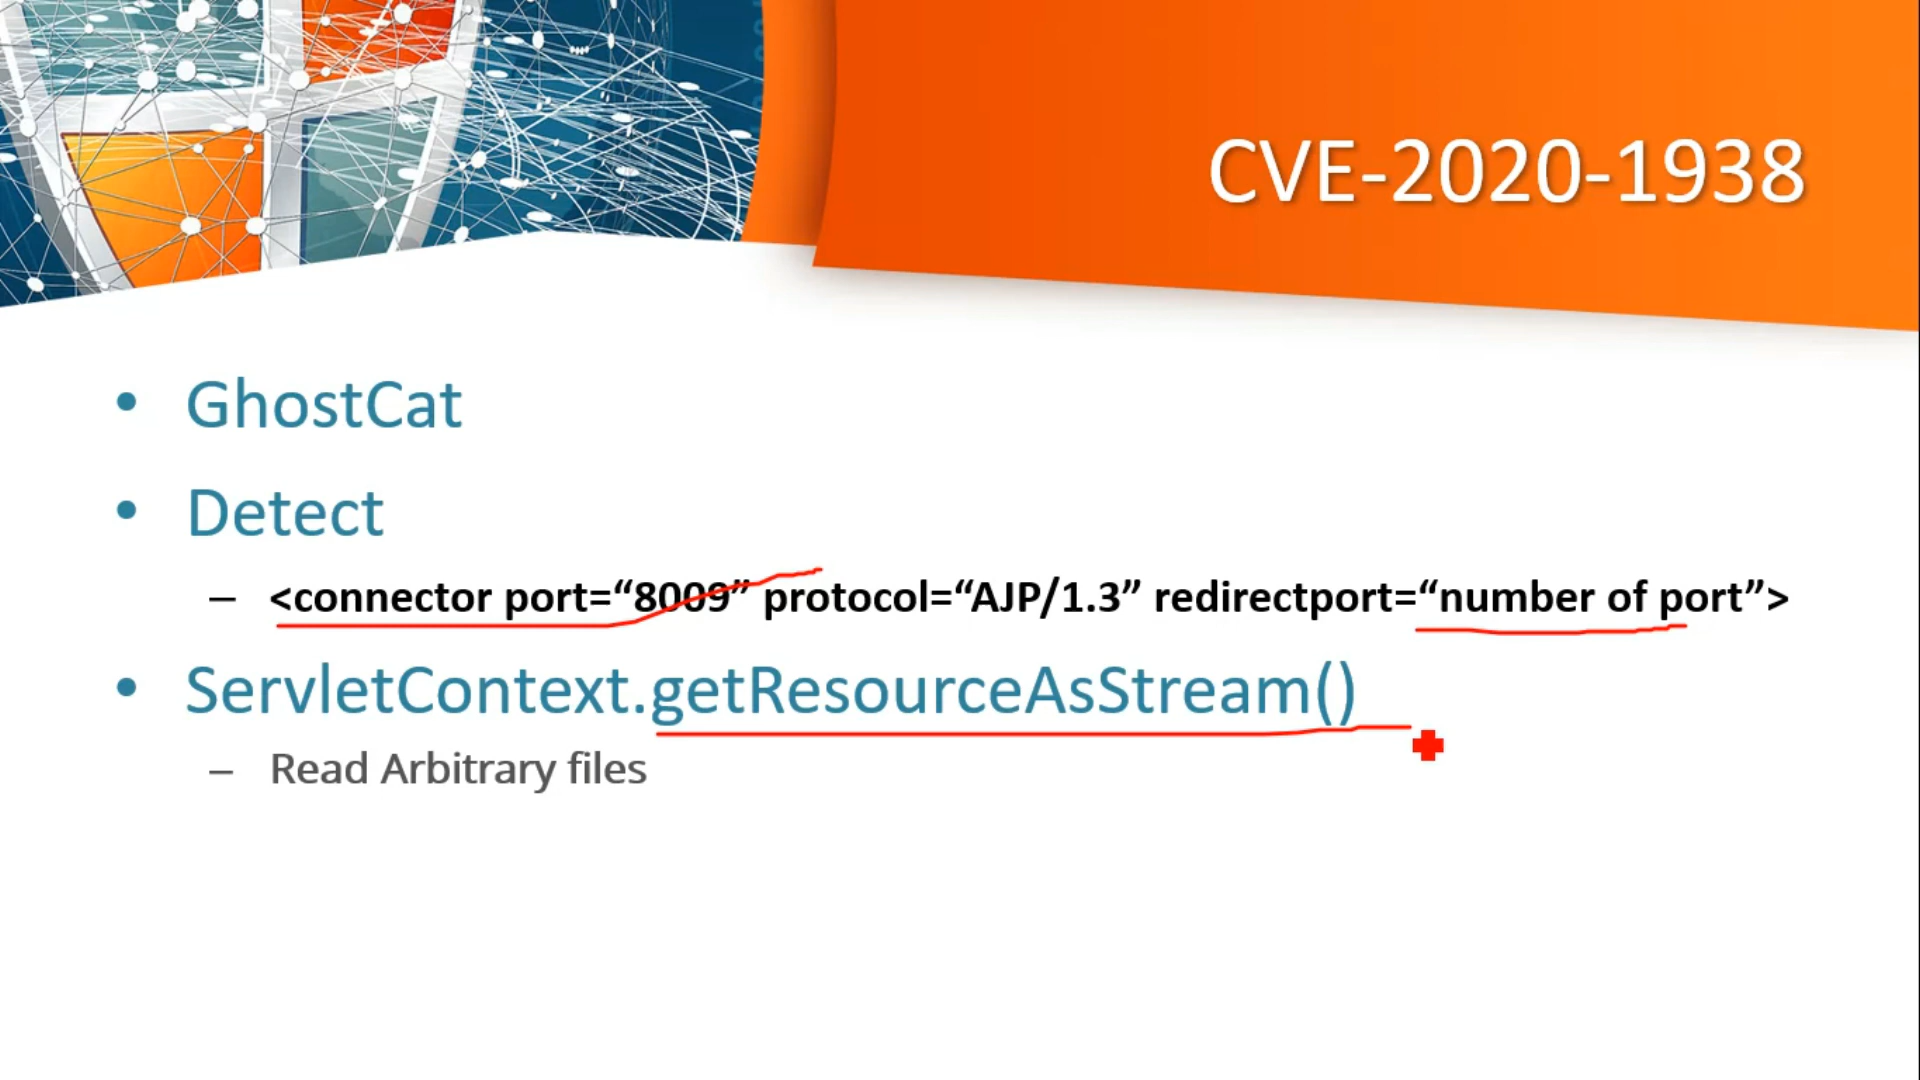 CVE-2020-1938
• GhostCat
• Detect
– <connector port=“8009” protocol=“AJP/1.3” redirectport=“number of port”>
• ServletContext.getResourceAsStream()
– Read Arbitrary files